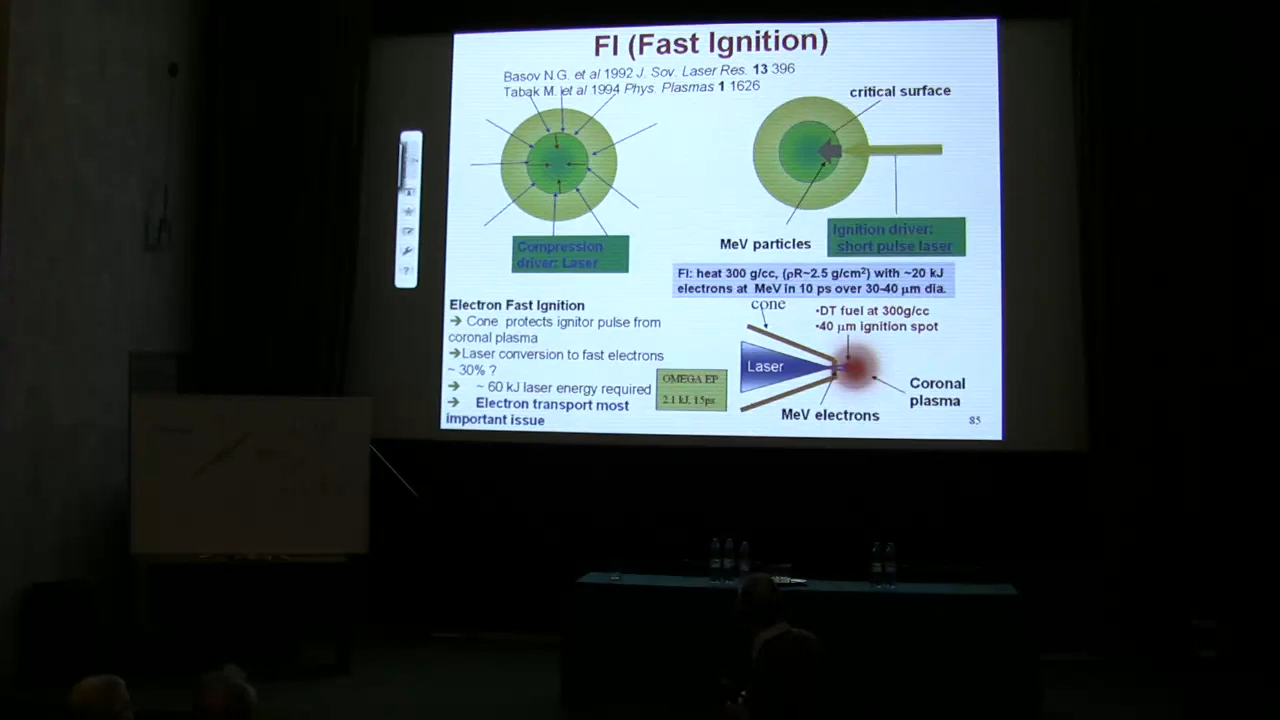 FI (Fast Ignition)
Basov N.G. et al 1992 J. Sov. Laser Res. 13 396
Tabak M. et al 1994 Phys. Plasmas 1 1626
critical surface
Compression
driver: Laser
MeV particles
Ignition driver:
short pulse laser
FI: heat 300 g/cc, (ρR~2.5 g/cm²) with ~20 kJ
electrons at MeV in 10 ps over 30-40 μm dia.
Electron Fast Ignition
→ Cone protects ignitor pulse from
coronal plasma
→Laser conversion to fast electrons
~ 30% ?
→ ~ 60 kJ laser energy required
→ Electron transport most
important issue
OMEGA EP
2.1 kJ, 15ps
cone
•DT fuel at 300g/cc
•40 μm ignition spot
Laser
Coronal
plasma
MeV electrons
85